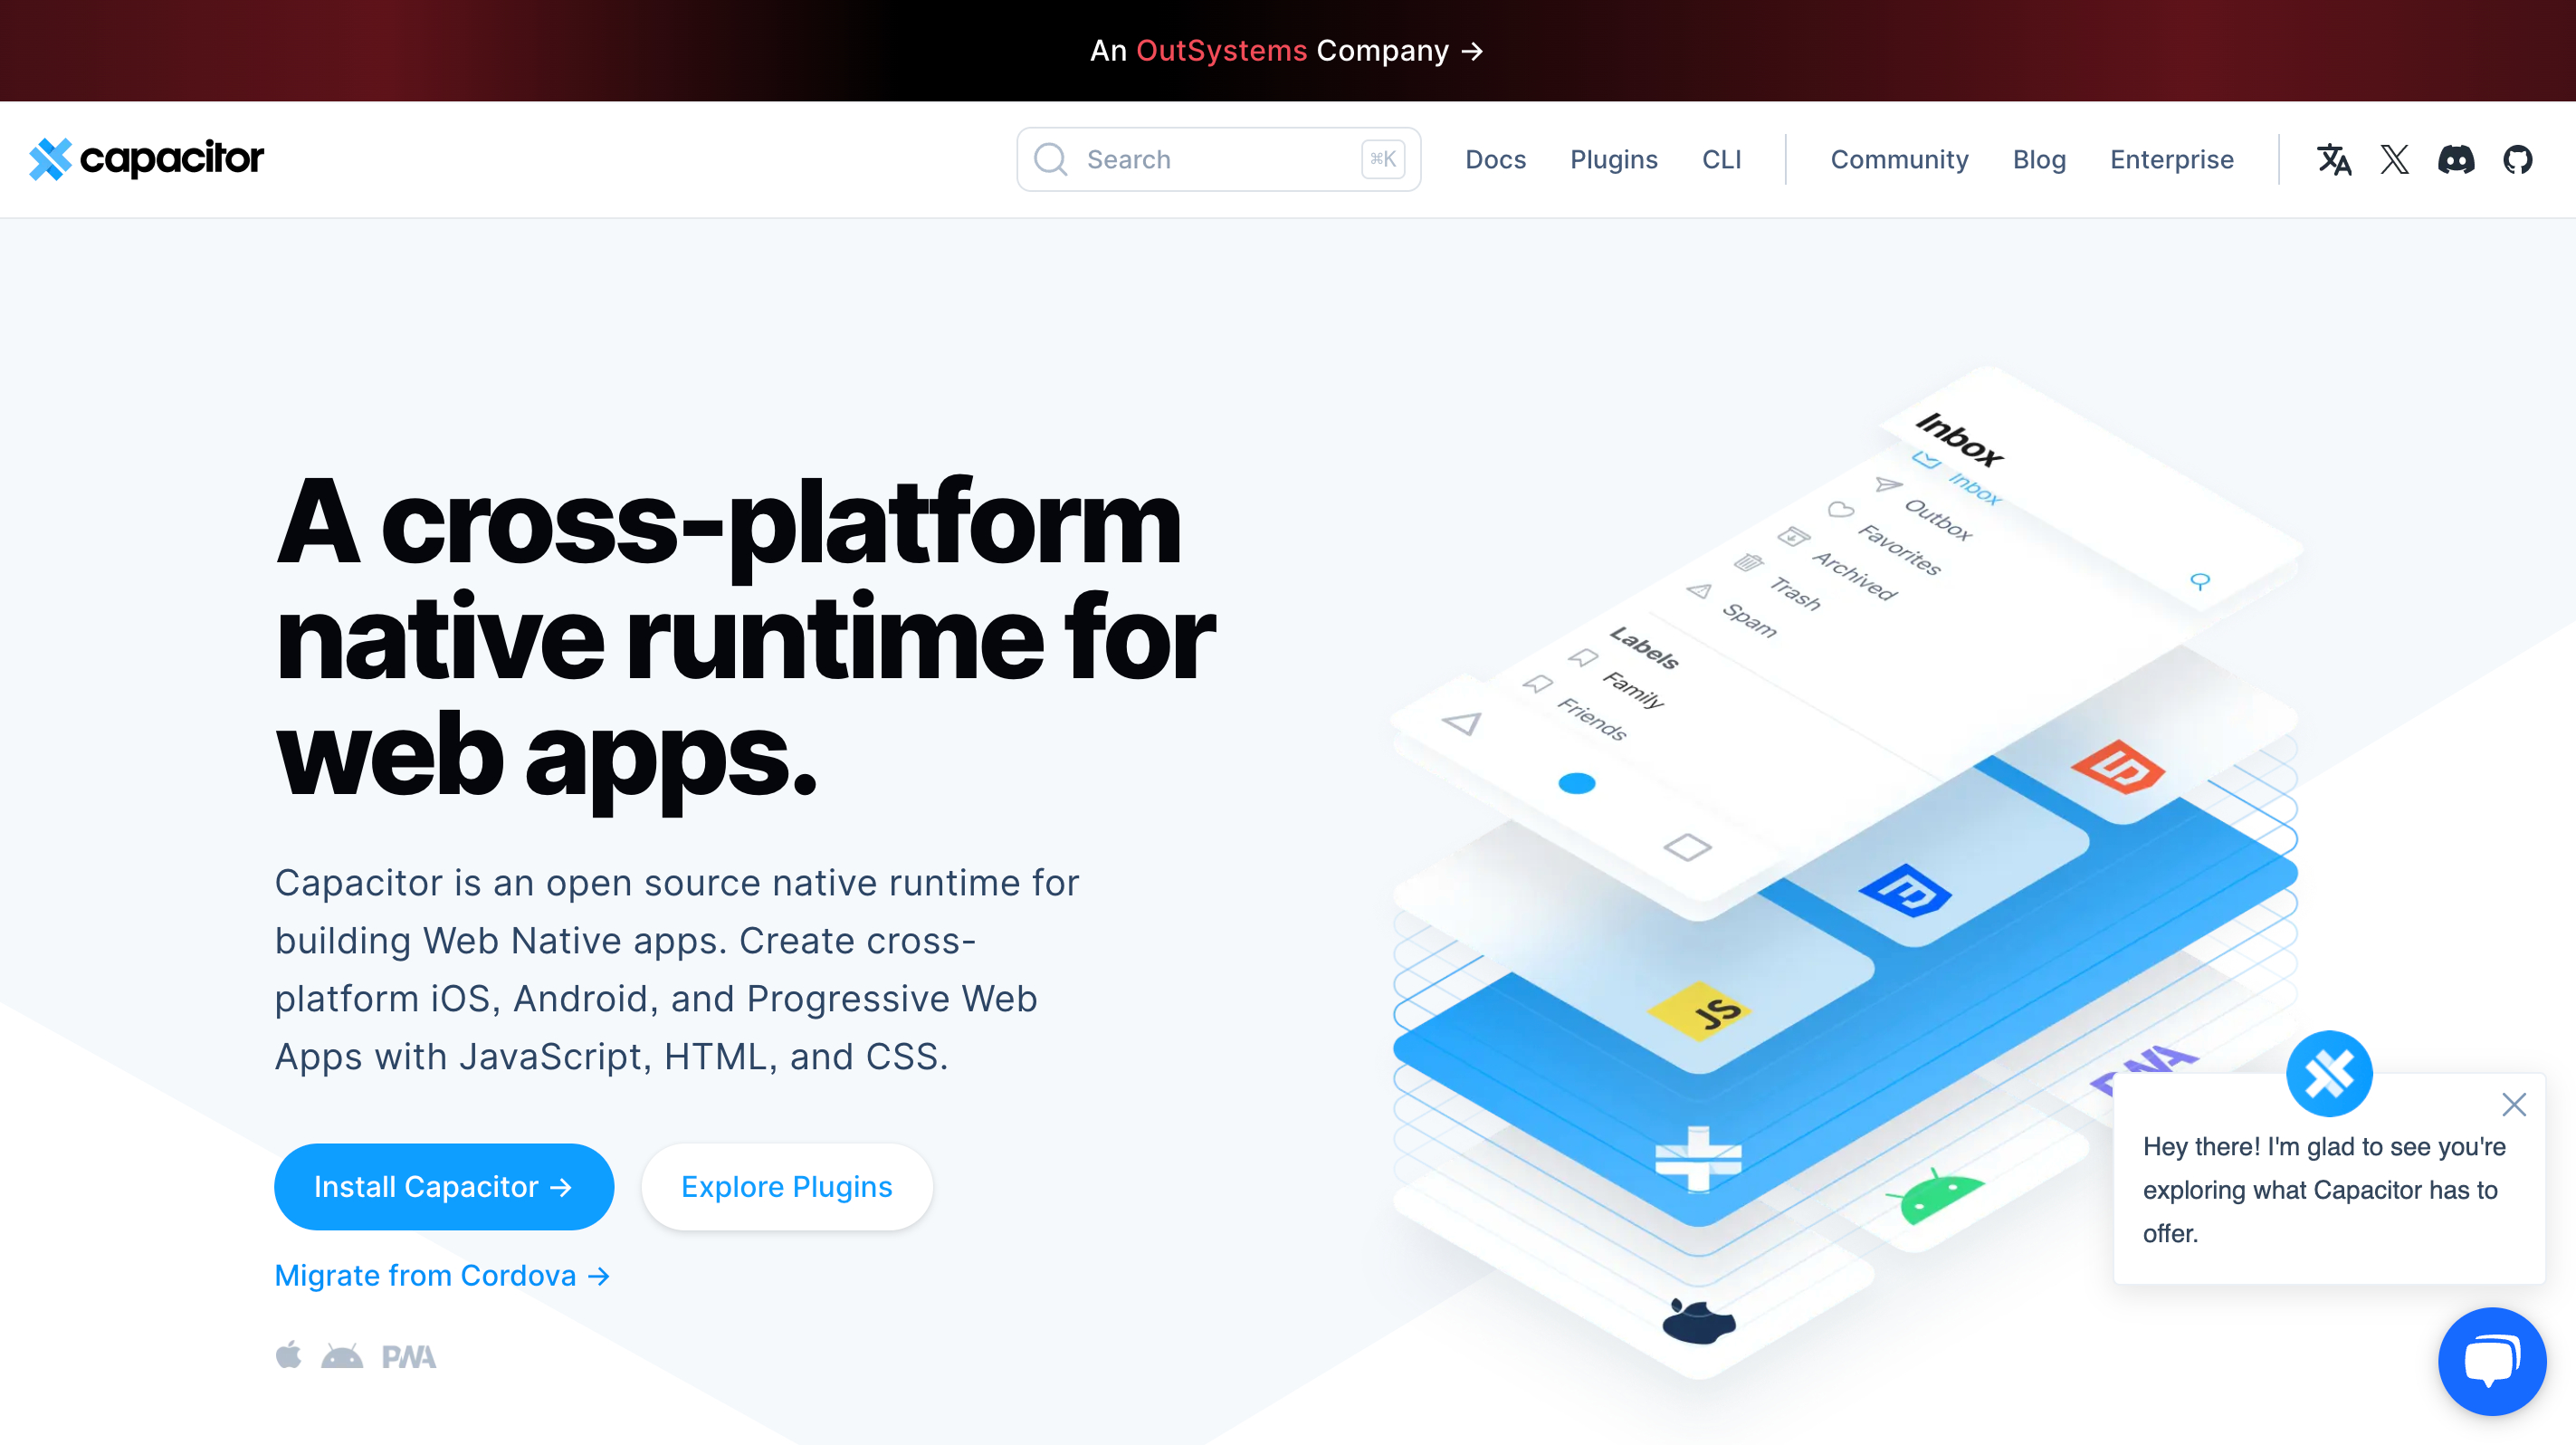 An OutSystems Company →
capacitor
Search ⌘K
Docs Plugins CLI Community Blog Enterprise
A cross-platform
native runtime for
web apps.
Capacitor is an open source native runtime for
building Web Native apps. Create cross-
platform iOS, Android, and Progressive Web
Apps with JavaScript, HTML, and CSS.
Install Capacitor →
Explore Plugins
Migrate from Cordova →
PWA
Inbox
Inbox
Outbox
Favorites
Archived
Trash
Spam
Labels
Family
Friends
JS
PWA
Hey there! I'm glad to see you're
exploring what Capacitor has to
offer.